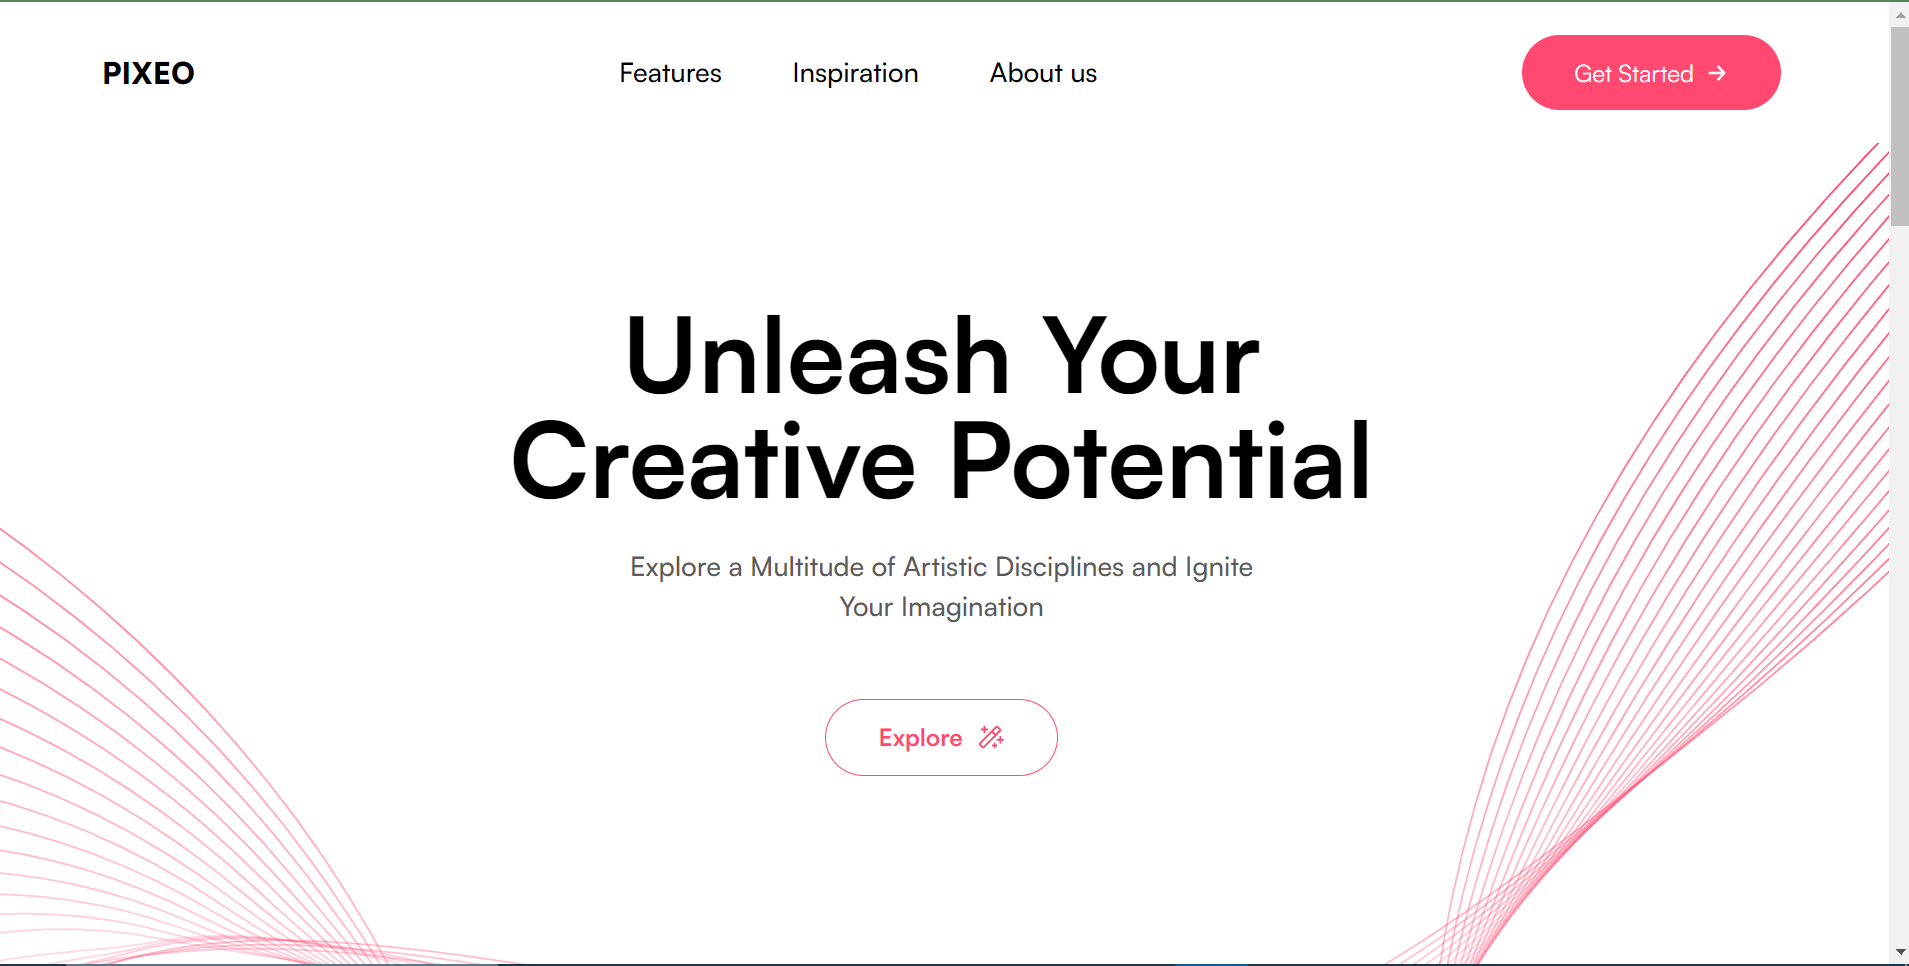 PIXEO
Features
Inspiration
About us
Get Started
Unleash Your
Creative Potential
Explore a Multitude of Artistic Disciplines and Ignite
Your Imagination
Explore